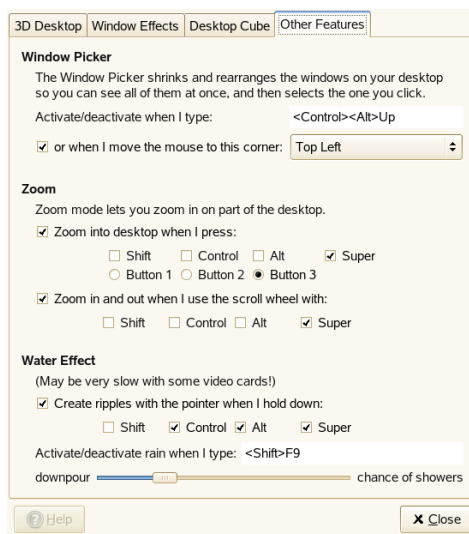 3D Desktop Window Effects Desktop Cube Other Features
Window Picker
The Window Picker shrinks and rearranges the windows on your desktop
so you can see all of them at once, and then selects the one you click.
Activate/deactivate when I type: <Control><Alt>Up
or when I move the mouse to this corner: Top Left
Zoom
Zoom mode lets you zoom in on part of the desktop.
Zoom into desktop when I press:
Shift Control Alt Super
Button 1 Button 2 Button 3
Zoom in and out when I use the scroll wheel with:
Shift Control Alt Super
Water Effect
(May be very slow with some video cards!)
Create ripples with the pointer when I hold down:
Shift Control Alt Super
Activate/deactivate rain when I type: <Shift>F9
downpour chance of showers
Help Close